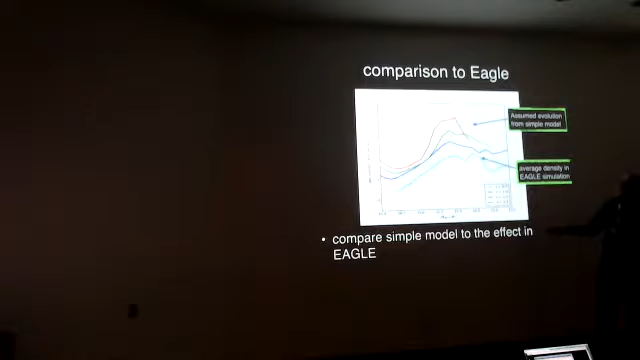 comparison to Eagle
Assumed evolution
from simple model
average density in
EAGLE simulation
• compare simple model to the effect in
EAGLE